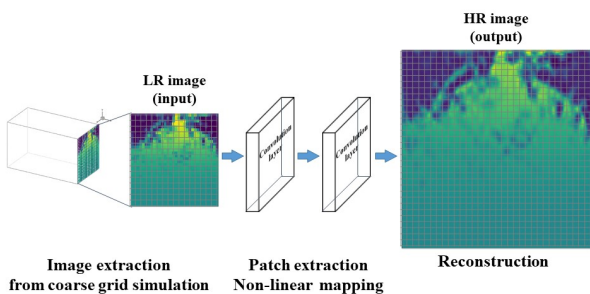 HR image
(output)
LR image
(input)
Convolution
layer
Convolution
layer
Image extraction
from coarse grid simulation
Patch extraction
Non-linear mapping
Reconstruction